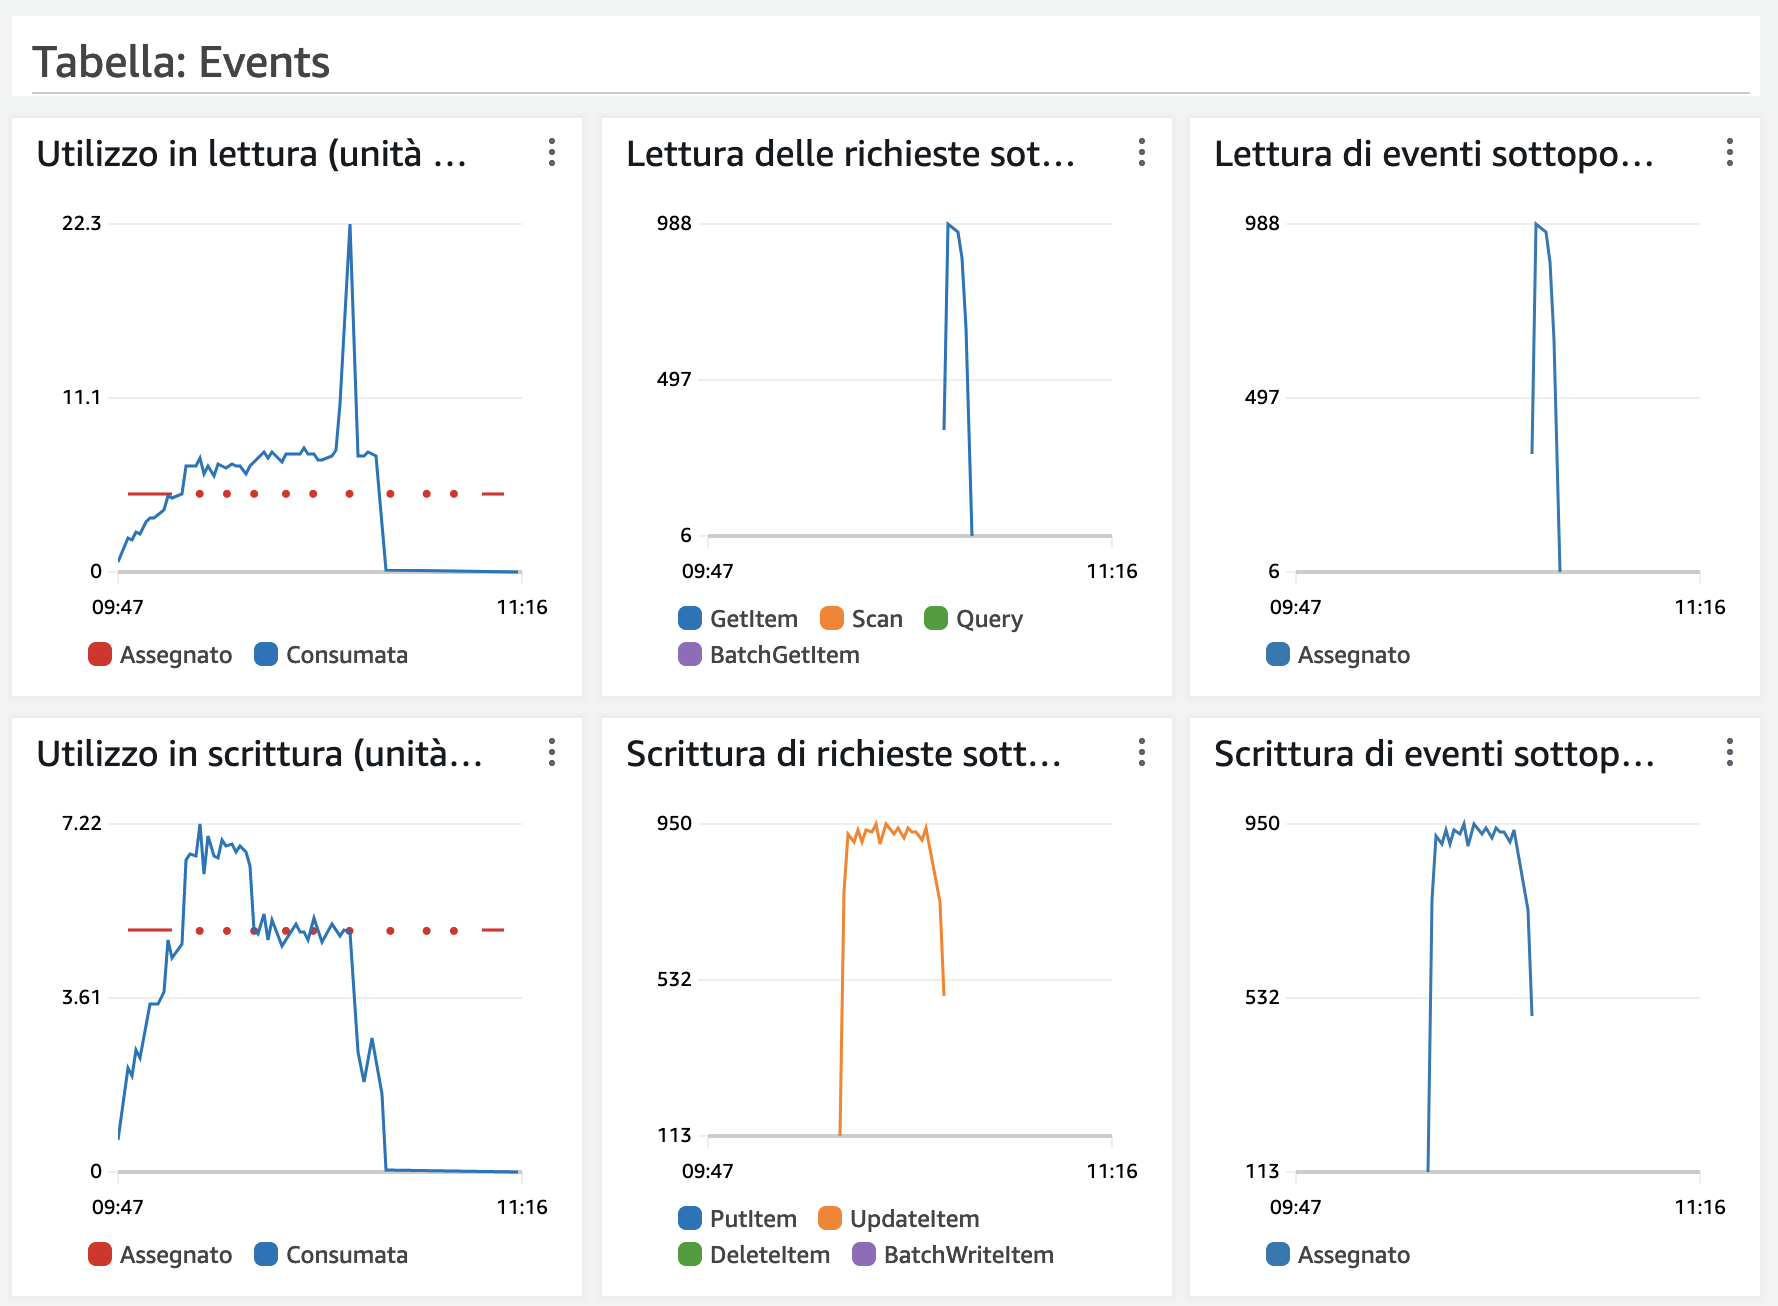 Tabella: Events
Utilizzo in lettura (unità ...
22.3
11.1
0
09:47 11:16
Assegnato Consumata
Lettura delle richieste sot...
988
497
6
09:47 11:16
GetItem Scan Query
BatchGetItem
Lettura di eventi sottopo...
988
497
6
09:47 11:16
Assegnato
Utilizzo in scrittura (unità...
7.22
3.61
0
09:47 11:16
Assegnato Consumata
Scrittura di richieste sott...
950
532
113
09:47 11:16
PutItem UpdateItem
DeleteItem BatchWriteItem
Scrittura di eventi sottop...
950
532
113
09:47 11:16
Assegnato